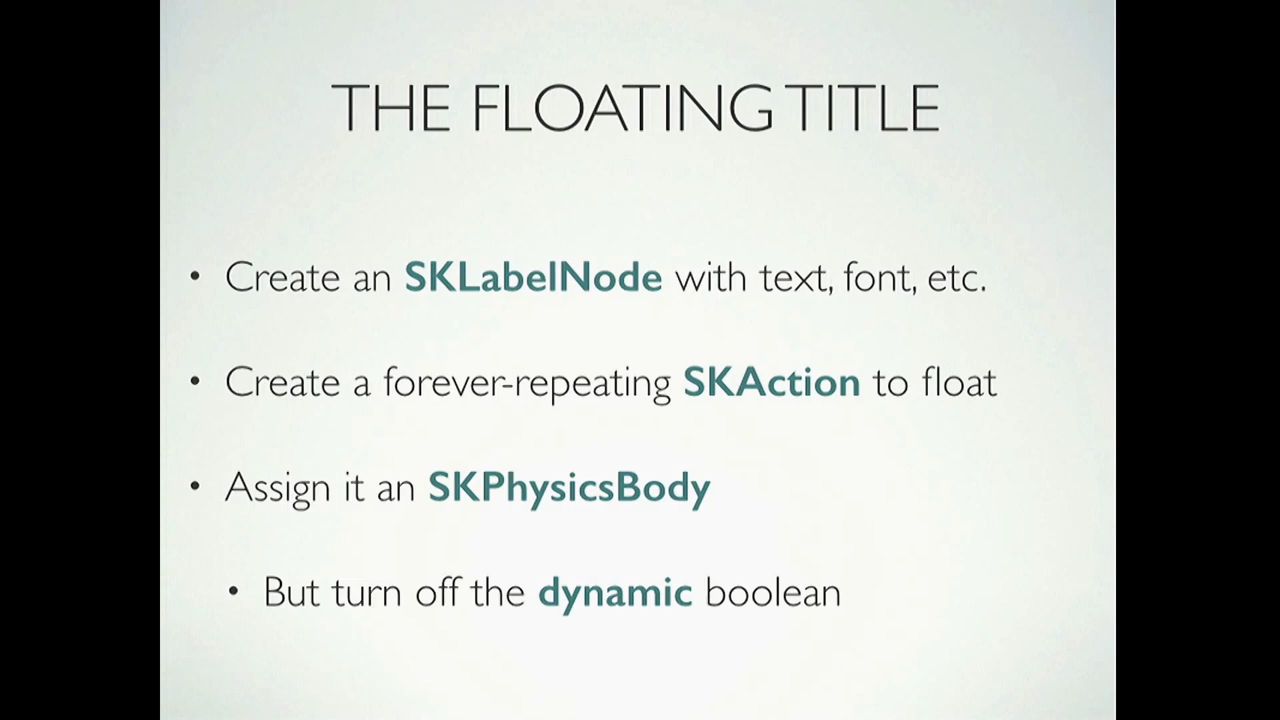 THE FLOATING TITLE
• Create an SKLabelNode with text, font, etc.
• Create a forever-repeating SKAction to float
• Assign it an SKPhysicsBody
• But turn off the dynamic boolean